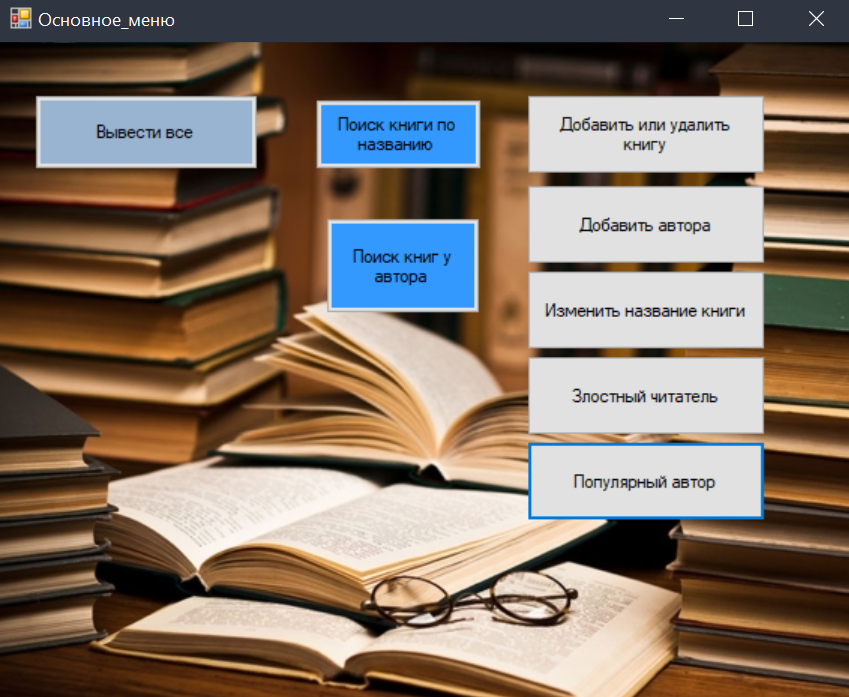 Основное_меню
Вывести все
Поиск книги по
названию
Поиск книг у
автора
Добавить или удалить
книгу
Добавить автора
Изменить название книги
Злостный читатель
Популярный автор